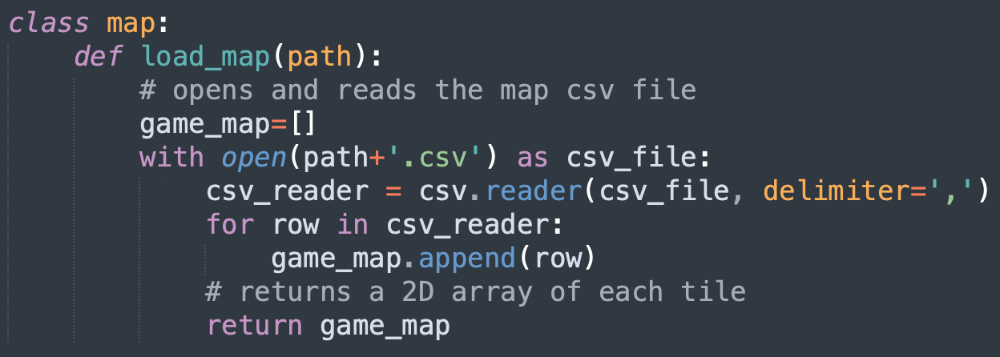 class map:
    def load_map(path):
        # opens and reads the map csv file
        game_map=[]
        with open(path+'.csv') as csv_file:
            csv_reader = csv.reader(csv_file, delimiter=',')
            for row in csv_reader:
                game_map.append(row)
            # returns a 2D array of each tile
            return game_map